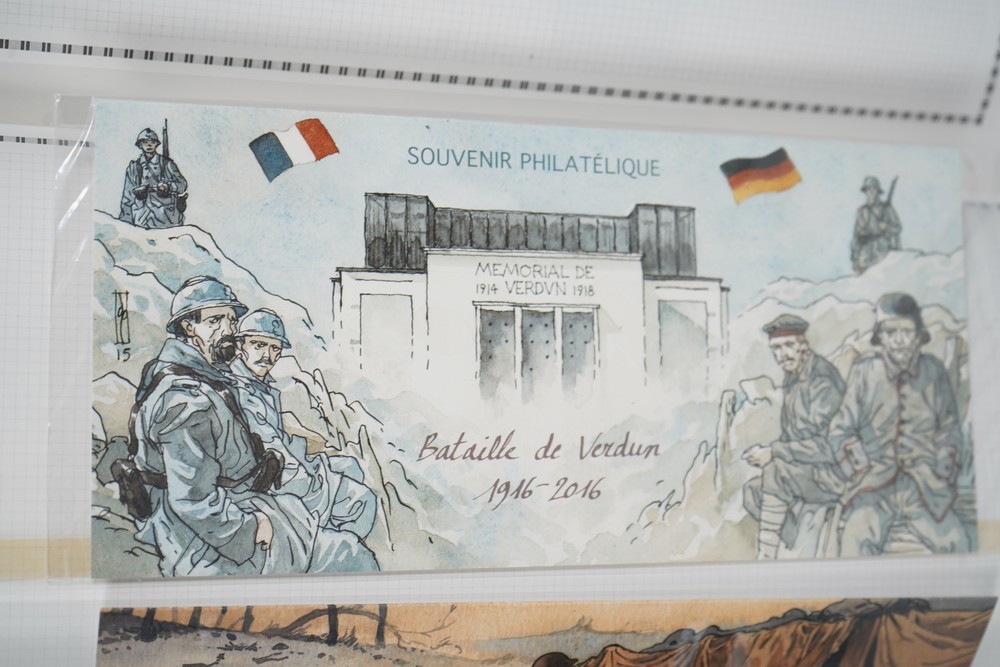 SOUVENIR PHILATÉLIQUE
MEMORIAL DE
1914 VERDVN 1918
15
Bataille de Verdun
1916-2016